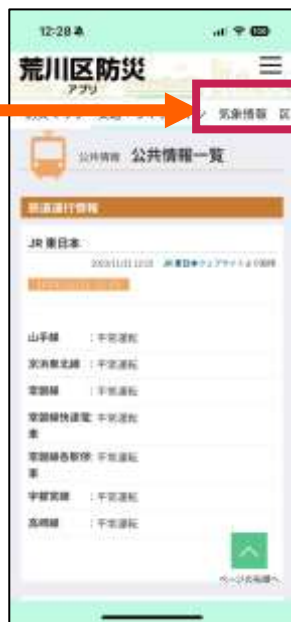 12:28
荒川区防災
アプリ
気象情報 区
公共情報 公共情報一覧
鉄道運行情報
JR 東日本
山手線 : 平常運転
京浜東北線 : 平常運転
常磐線 : 平常運転
常磐線快速電車 : 平常運転
常磐線各駅停車 : 平常運転
宇都宮線 : 平常運転
高崎線 : 平常運転
ページの先頭へ